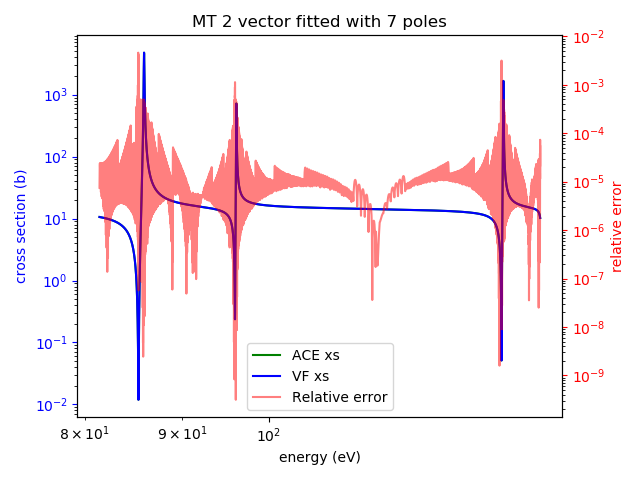 MT 2 vector fitted with 7 poles
cross section (b)
10³
10²
10¹
10⁰
10⁻¹
10⁻²
10⁻²
10⁻³
10⁻⁴
10⁻⁵
10⁻⁶
10⁻⁷
10⁻⁸
10⁻⁹
relative error
ACE xs
VF xs
Relative error
8 × 10¹
9 × 10¹
10²
energy (eV)